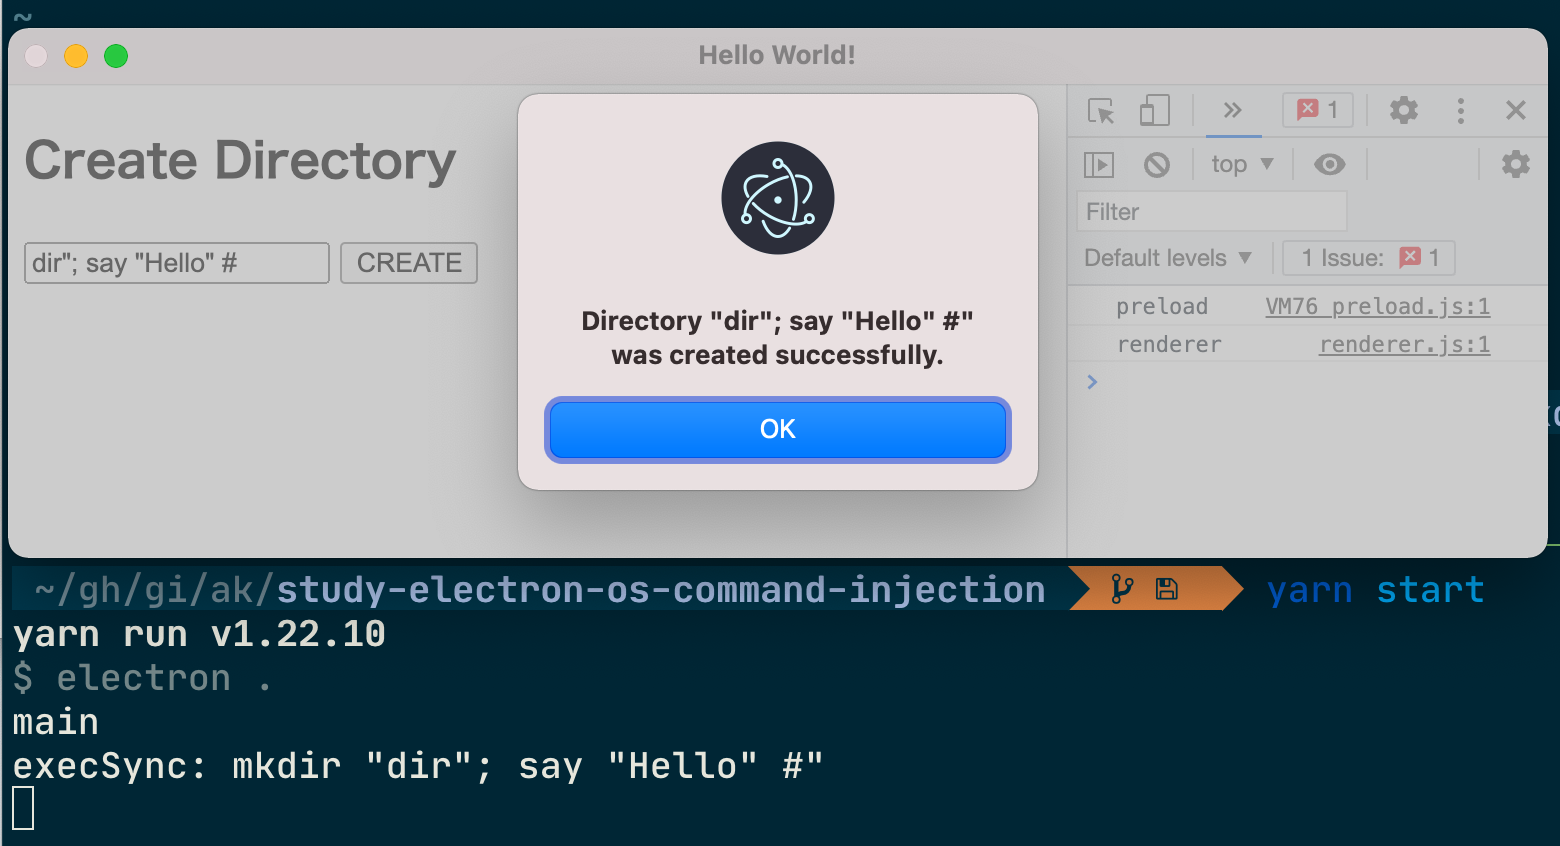 ~
Hello World!
Create Directory
dir"; say "Hello" #
CREATE
Directory "dir"; say "Hello" #"
was created successfully.
OK
1
top
Filter
Default levels
1 Issue:
1
preload
VM76 preload.js:1
renderer
renderer.js:1
~/gh/gi/ak/study-electron-os-command-injection
yarn start
yarn run v1.22.10
$ electron .
main
execSync: mkdir "dir"; say "Hello" #"